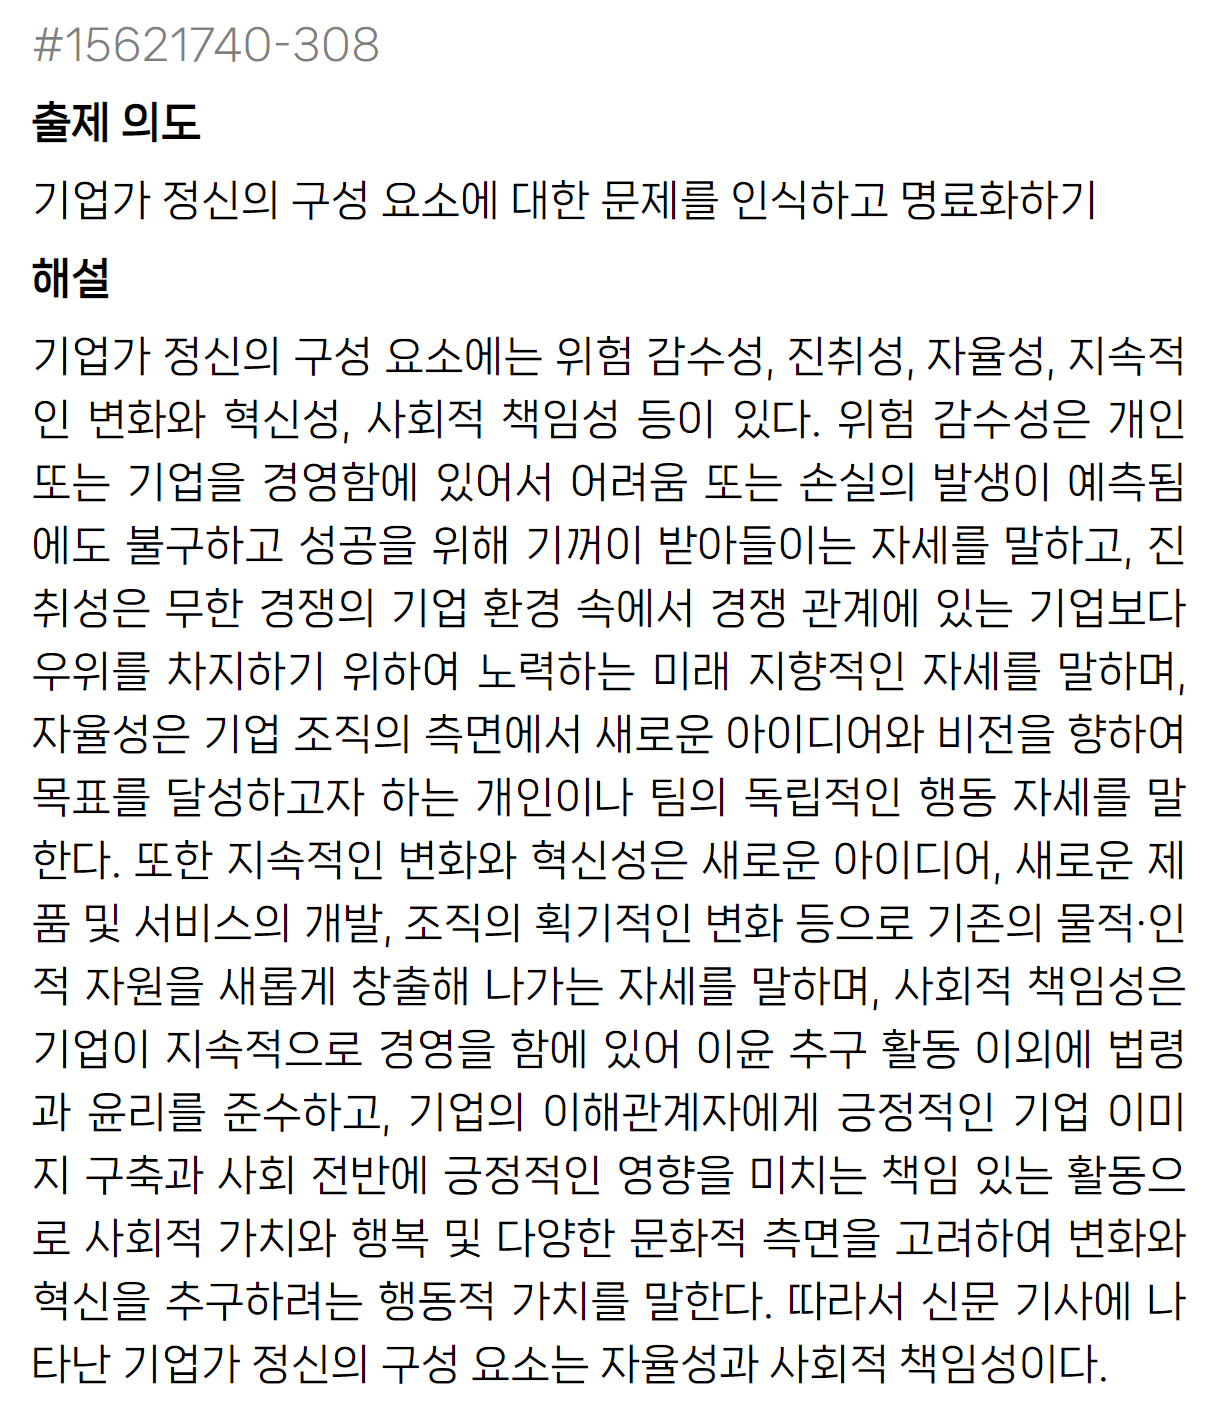 #15621740-308
출제 의도
기업가 정신의 구성 요소에 대한 문제를 인식하고 명료화하기
해설
기업가 정신의 구성 요소에는 위험 감수성, 진취성, 자율성, 지속적
인 변화와 혁신성, 사회적 책임성 등이 있다. 위험 감수성은 개인
또는 기업을 경영함에 있어서 어려움 또는 손실의 발생이 예측됨
에도 불구하고 성공을 위해 기꺼이 받아들이는 자세를 말하고, 진
취성은 무한 경쟁의 기업 환경 속에서 경쟁 관계에 있는 기업보다
우위를 차지하기 위하여 노력하는 미래 지향적인 자세를 말하며,
자율성은 기업 조직의 측면에서 새로운 아이디어와 비전을 향하여
목표를 달성하고자 하는 개인이나 팀의 독립적인 행동 자세를 말
한다. 또한 지속적인 변화와 혁신성은 새로운 아이디어, 새로운 제
품 및 서비스의 개발, 조직의 획기적인 변화 등으로 기존의 물적·인
적 자원을 새롭게 창출해 나가는 자세를 말하며, 사회적 책임성은
기업이 지속적으로 경영을 함에 있어 이윤 추구 활동 이외에 법령
과 윤리를 준수하고, 기업의 이해관계자에게 긍정적인 기업 이미
지 구축과 사회 전반에 긍정적인 영향을 미치는 책임 있는 활동으
로 사회적 가치와 행복 및 다양한 문화적 측면을 고려하여 변화와
혁신을 추구하려는 행동적 가치를 말한다. 따라서 신문 기사에 나
타난 기업가 정신의 구성 요소는 자율성과 사회적 책임성이다.